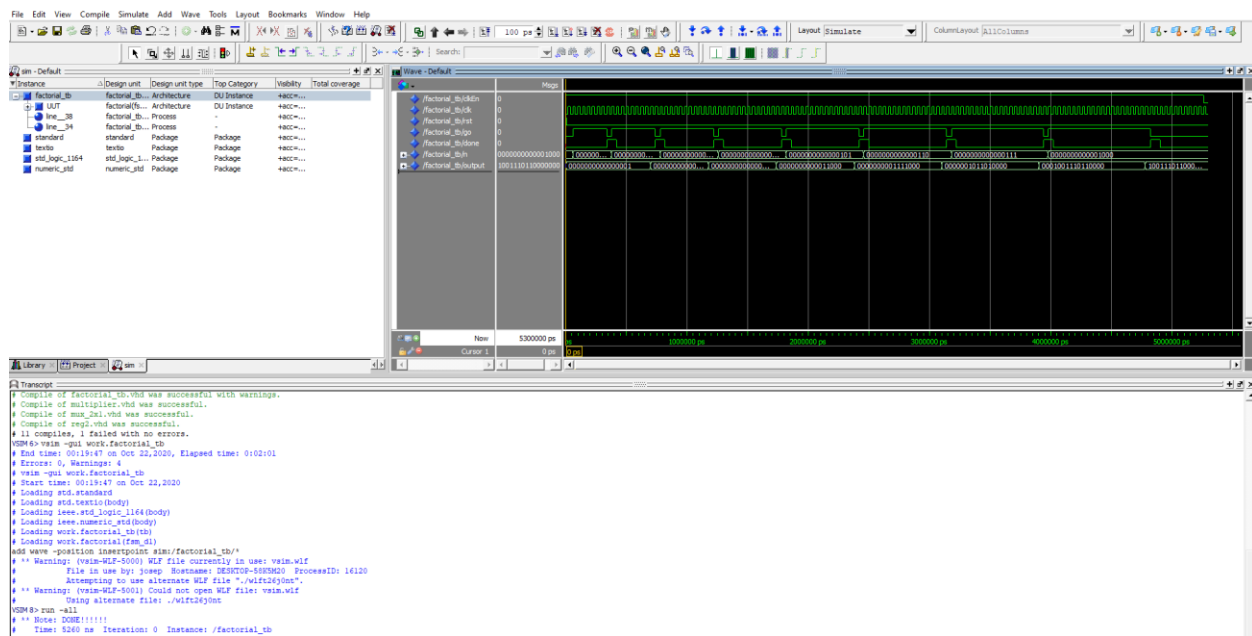 File Edit View Compile Simulate Add Wave Tools Layout Bookmarks Window Help
100 ps
Layout Simulate
ColumnLayout AllColumns
Search:
sim - Default
Instance Design unit Design unit type Top Category Visibility Total coverage
factorial_tb factorial_tb... Architecture DU Instance +acc=...
UUT factorial(fs... Architecture DU Instance +acc=...
line__38 factorial_tb... Process - +acc=...
line__34 factorial_tb... Process - +acc=...
standard standard Package Package +acc=...
textio textio Package Package +acc=...
std_logic_1164 std_logic_1... Package Package +acc=...
numeric_std numeric_std Package Package +acc=...
Wave - Default
Msgs
/factorial_tb/clkEn 0
/factorial_tb/clk 0
/factorial_tb/rst 0
/factorial_tb/go 0
/factorial_tb/done 0
/factorial_tb/n 0000000000001000 000000... 00000000... 0000000000... 000000000000... 0000000000000101 0000000000000110 0000000000000111 0000000000001000
/factorial_tb/output 1001110110000000 0000000000000001 0000000000... 000000000000... 0000000000011000 0000000001111000 0000001011010000 0001001110110000 100111011000...
Now 5300000 ps
1000000 ps 2000000 ps 3000000 ps 4000000 ps 5000000 ps
Cursor 1 0 ps 0 ps
Library Project sim
Transcript
# Compile of factorial_tb.vhd was successful with warnings.
# Compile of multiplier.vhd was successful.
# Compile of mux_2x1.vhd was successful.
# Compile of reg2.vhd was successful.
# 11 compiles, 1 failed with no errors.
VSIM 6> vsim -gui work.factorial_tb
# End time: 00:19:47 on Oct 22,2020, Elapsed time: 0:02:01
# Errors: 0, Warnings: 4
# vsim -gui work.factorial_tb
# Start time: 00:19:47 on Oct 22,2020
# Loading std.standard
# Loading std.textio(body)
# Loading ieee.std_logic_1164(body)
# Loading ieee.numeric_std(body)
# Loading work.factorial_tb(tb)
# Loading work.factorial(fsm_d1)
add wave -position insertpoint sim:/factorial_tb/*
# ** Warning: (vsim-WLF-5000) WLF file currently in use: vsim.wlf
# File in use by: josep Hostname: DESKTOP-58K5M20 ProcessID: 16120
# Attempting to use alternate WLF file "./wlft26j0nt".
# ** Warning: (vsim-WLF-5001) Could not open WLF file: vsim.wlf
# Using alternate file: ./wlft26j0nt
VSIM 8> run -all
# ** Note: DONE!!!!!!
# Time: 5260 ns Iteration: 0 Instance: /factorial_tb